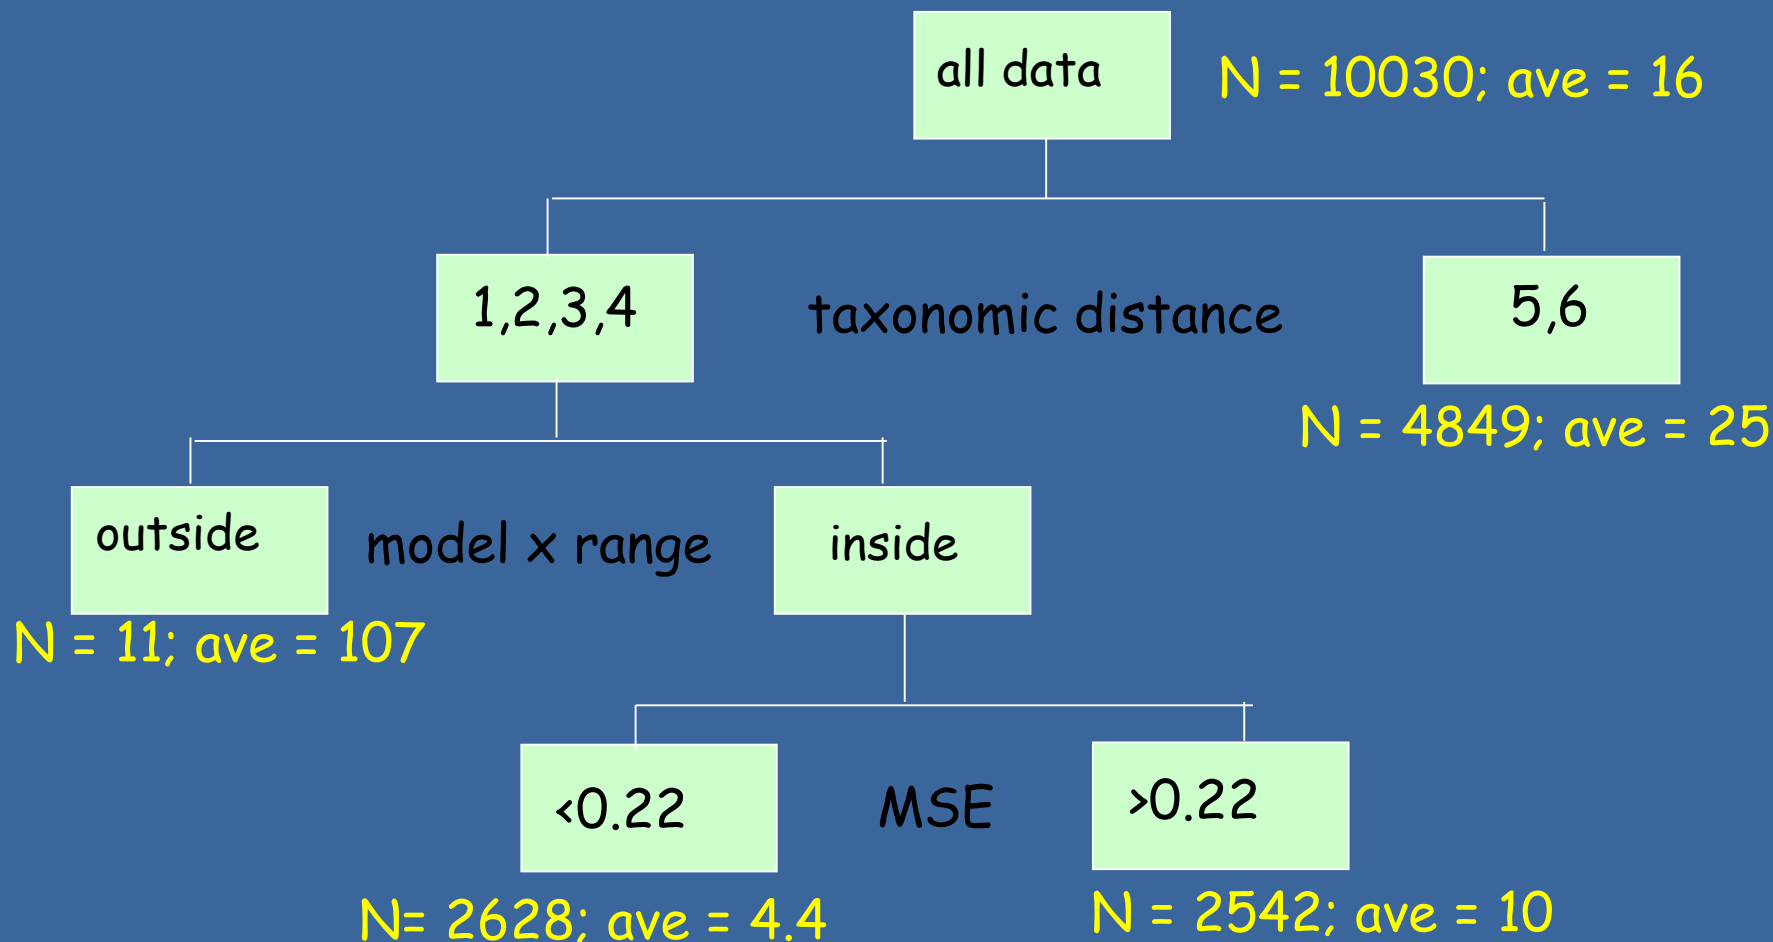 all data
N = 10030; ave = 16
1,2,3,4
taxonomic distance
5,6
N = 4849; ave = 25
outside
model x range
inside
N = 11; ave = 107
<0.22
MSE
>0.22
N= 2628; ave = 4.4
N = 2542; ave = 10